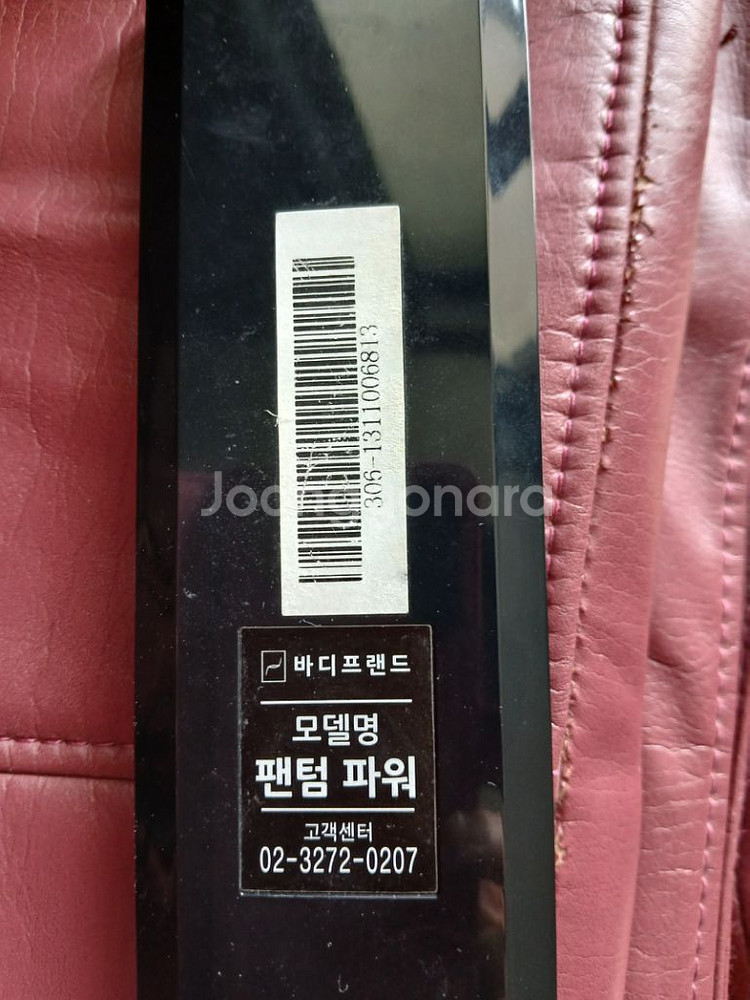 306-1311006813
Joonggonara
바디프랜드
모델명
팬텀 파워
고객센터
02-3272-0207